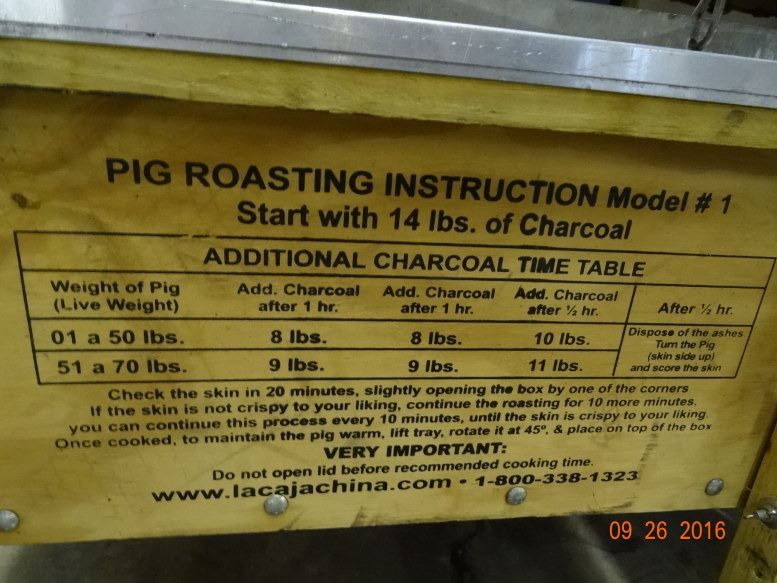 PIG ROASTING INSTRUCTION Model # 1
Start with 14 lbs. of Charcoal
ADDITIONAL CHARCOAL TIME TABLE
Weight of Pig (Live Weight) Add. Charcoal after 1 hr. Add. Charcoal after 1 hr. Add. Charcoal after ½ hr. After ½ hr.
01 a 50 lbs. 8 lbs. 8 lbs. 10 lbs. Dispose of the ashes Turn the Pig (skin side up) and score the skin
51 a 70 lbs. 9 lbs. 9 lbs. 11 lbs.
Check the skin in 20 minutes, slightly opening the box by one of the corners
If the skin is not crispy to your liking, continue the roasting for 10 more minutes.
you can continue this process every 10 minutes, until the skin is crispy to your liking
Once cooked, to maintain the pig warm, lift tray, rotate it at 45º, & place on top of the box
VERY IMPORTANT:
Do not open lid before recommended cooking time.
www.lacajachina.com • 1-800-338-1323
09 26 2016